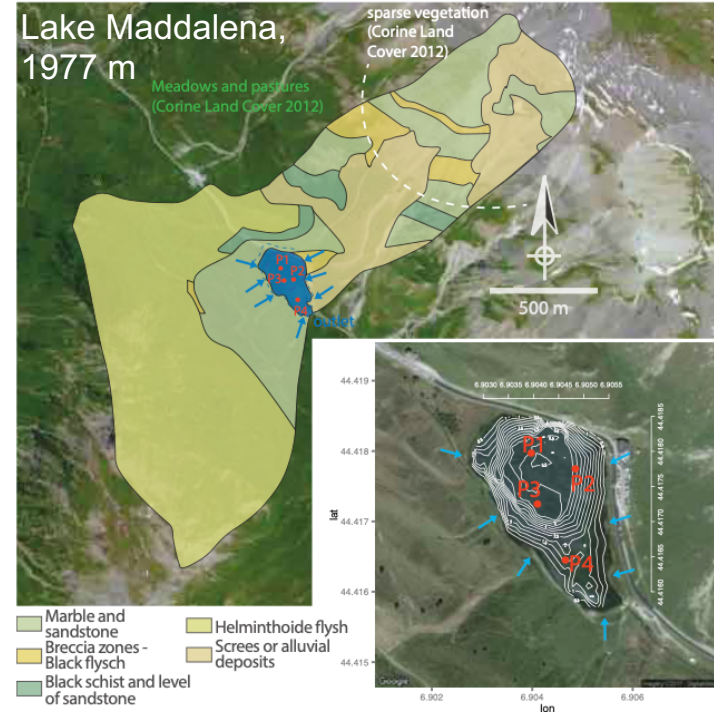 Lake Maddalena,
1977 m
sparse vegetation
(Corine Land
Cover 2012)
Meadows and pastures
(Corine Land Cover 2012)
P1
P2
P3
P4
outlet
500 m
44.419
44.418
44.417
44.416
44.415
lat
6.9030 6.9035 6.9040 6.9045 6.9050 6.9055
44.4185
44.4180
44.4175
44.4170
44.4165
44.4160
P1
P2
P3
P4
Google
6.902 6.904 6.906
lon
Marble and
sandstone
Breccia zones -
Black flysch
Black schist and level
of sandstone
Helminthoide flysh
Screes or alluvial
deposits